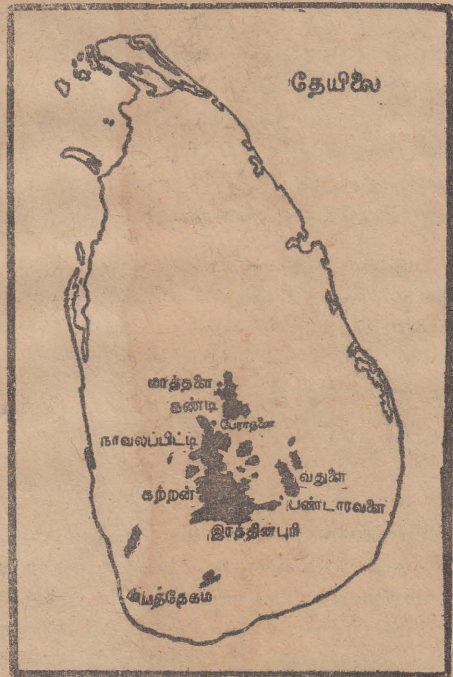 தேயிலை
மாத்தளை
கண்டி
பேராதனை
நாவலப்பிட்டி
வதுளை
கற்றன்
பண்டாரவளை
இரத்தினபுரி